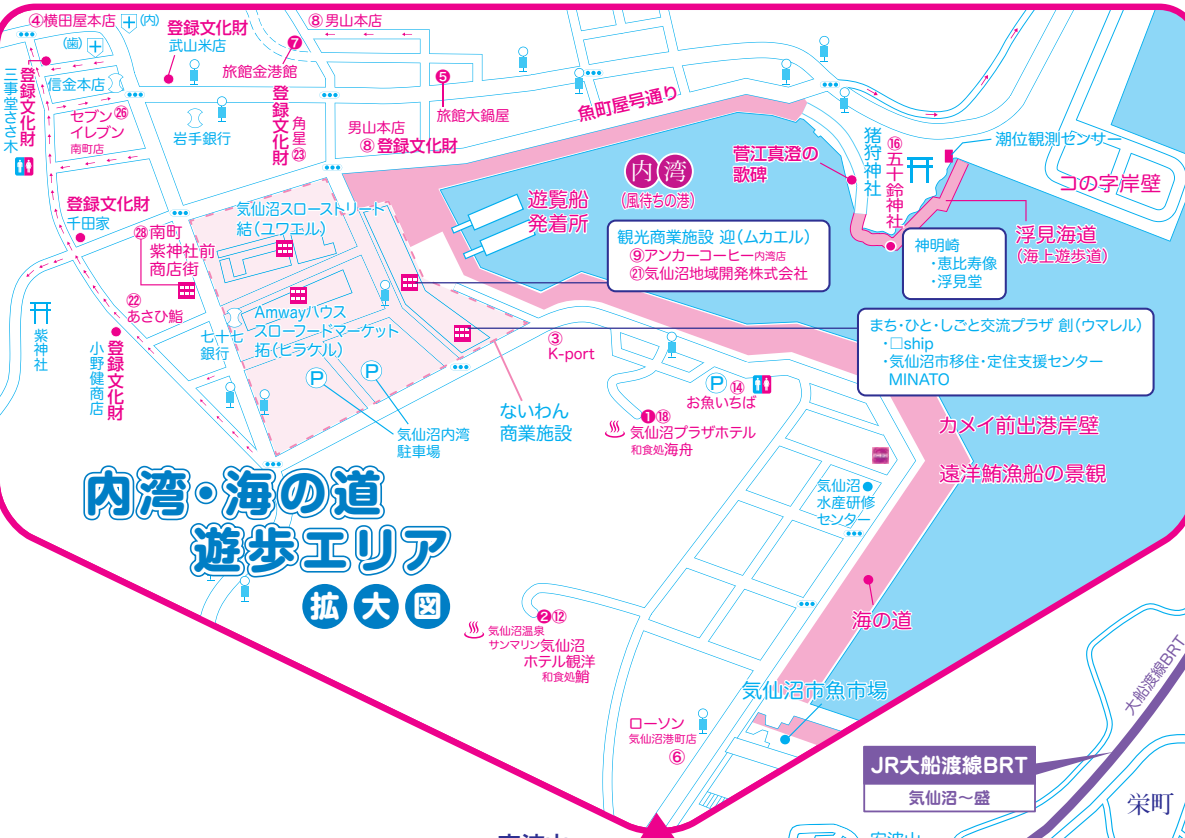 ④横田屋本店
(内)
(歯)
登録文化財
武山米店
⑧男山本店
❼
旅館金港館
❺
旅館大鍋屋
魚町屋号通り
信金本店
登録文化財
三事堂ささ木
セブン㉖
イレブン
南町店
岩手銀行
登録文化財
角星㉓
男山本店
⑧登録文化財
内湾
(風待ちの港)
菅江真澄の
歌碑
猪狩神社
⑯五十鈴神社
潮位観測センサー
コの字岸壁
遊覧船
発着所
浮見海道
(海上遊歩道)
神明崎
・恵比寿像
・浮見堂
登録文化財
千田家
㉘南町
紫神社前
商店街
気仙沼スローストリート
結(ユワエル)
観光商業施設 迎(ムカエル)
⑨アンカーコーヒー内湾店
㉑気仙沼地域開発株式会社
紫神社
㉒
あさひ鮨
登録文化財
小野健商店
七十七
銀行
Amwayハウス
スローフードマーケット
拓(ヒラケル)
P
P
まち・ひと・しごと交流プラザ 創(ウマレル)
・□ship
・気仙沼市移住・定住支援センター
MINATO
③
K-port
P
⑭
お魚いちば
ないわん
商業施設
気仙沼内湾
駐車場
❶⑱
気仙沼プラザホテル
和食処海舟
カメイ前出港岸壁
遠洋鮪漁船の景観
気仙沼
水産研修
センター
内湾・海の道
遊歩エリア
拡大図
❷⑫
気仙沼温泉
サンマリン気仙沼
ホテル観洋
和食処鮹
海の道
気仙沼市魚市場
ローソン
気仙沼港町店
⑥
大船渡線BRT
JR大船渡線BRT
気仙沼〜盛
栄町